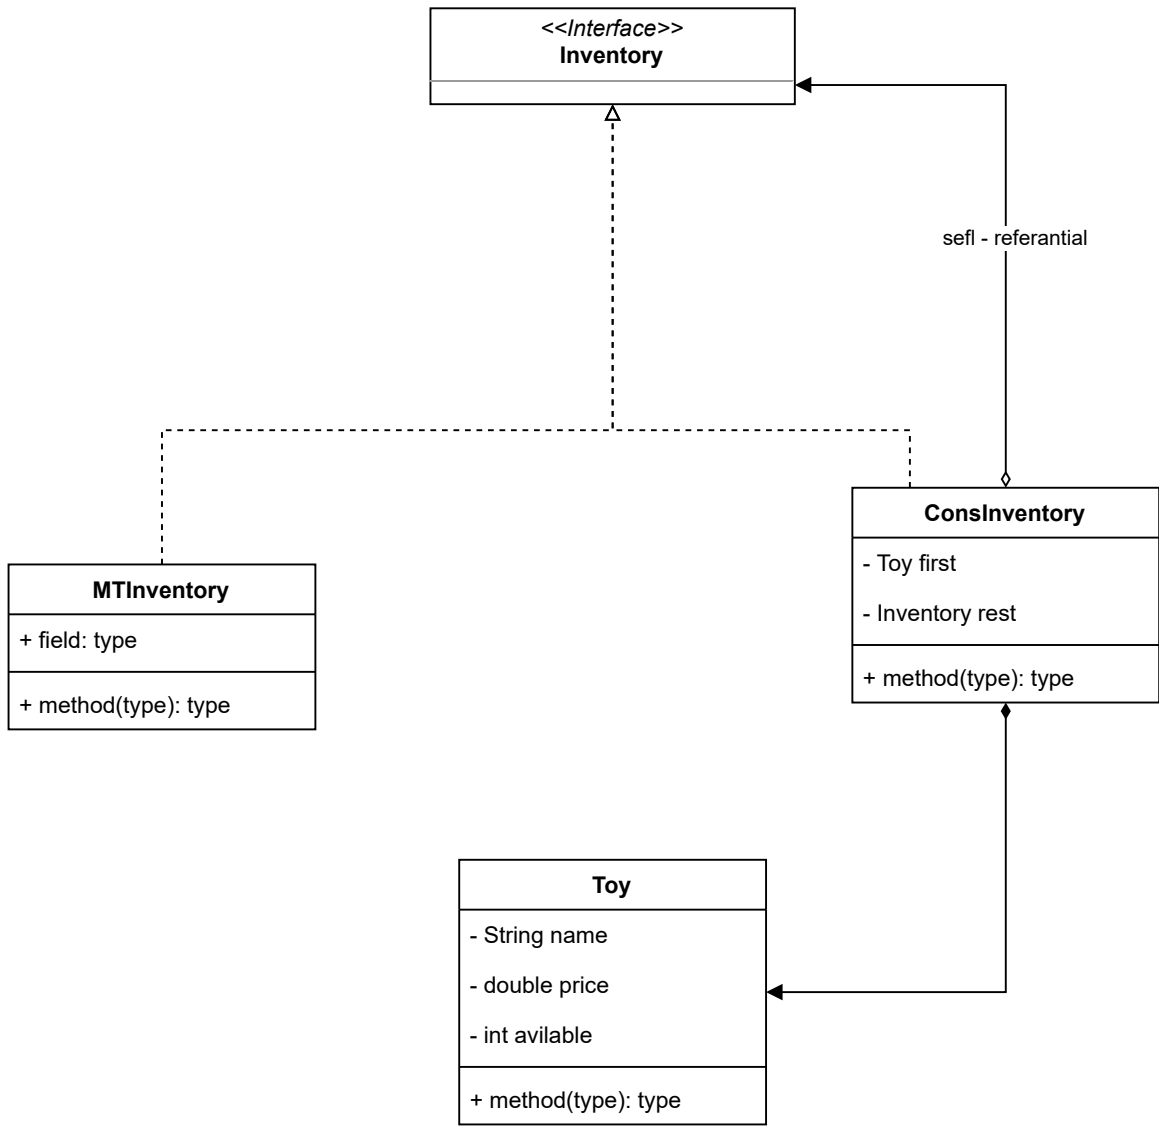 <<Interface>>
Inventory
sefl - referantial
ConsInventory
- Toy first
- Inventory rest
+ method(type): type
MTInventory
+ field: type
+ method(type): type
Toy
- String name
- double price
- int avilable
+ method(type): type